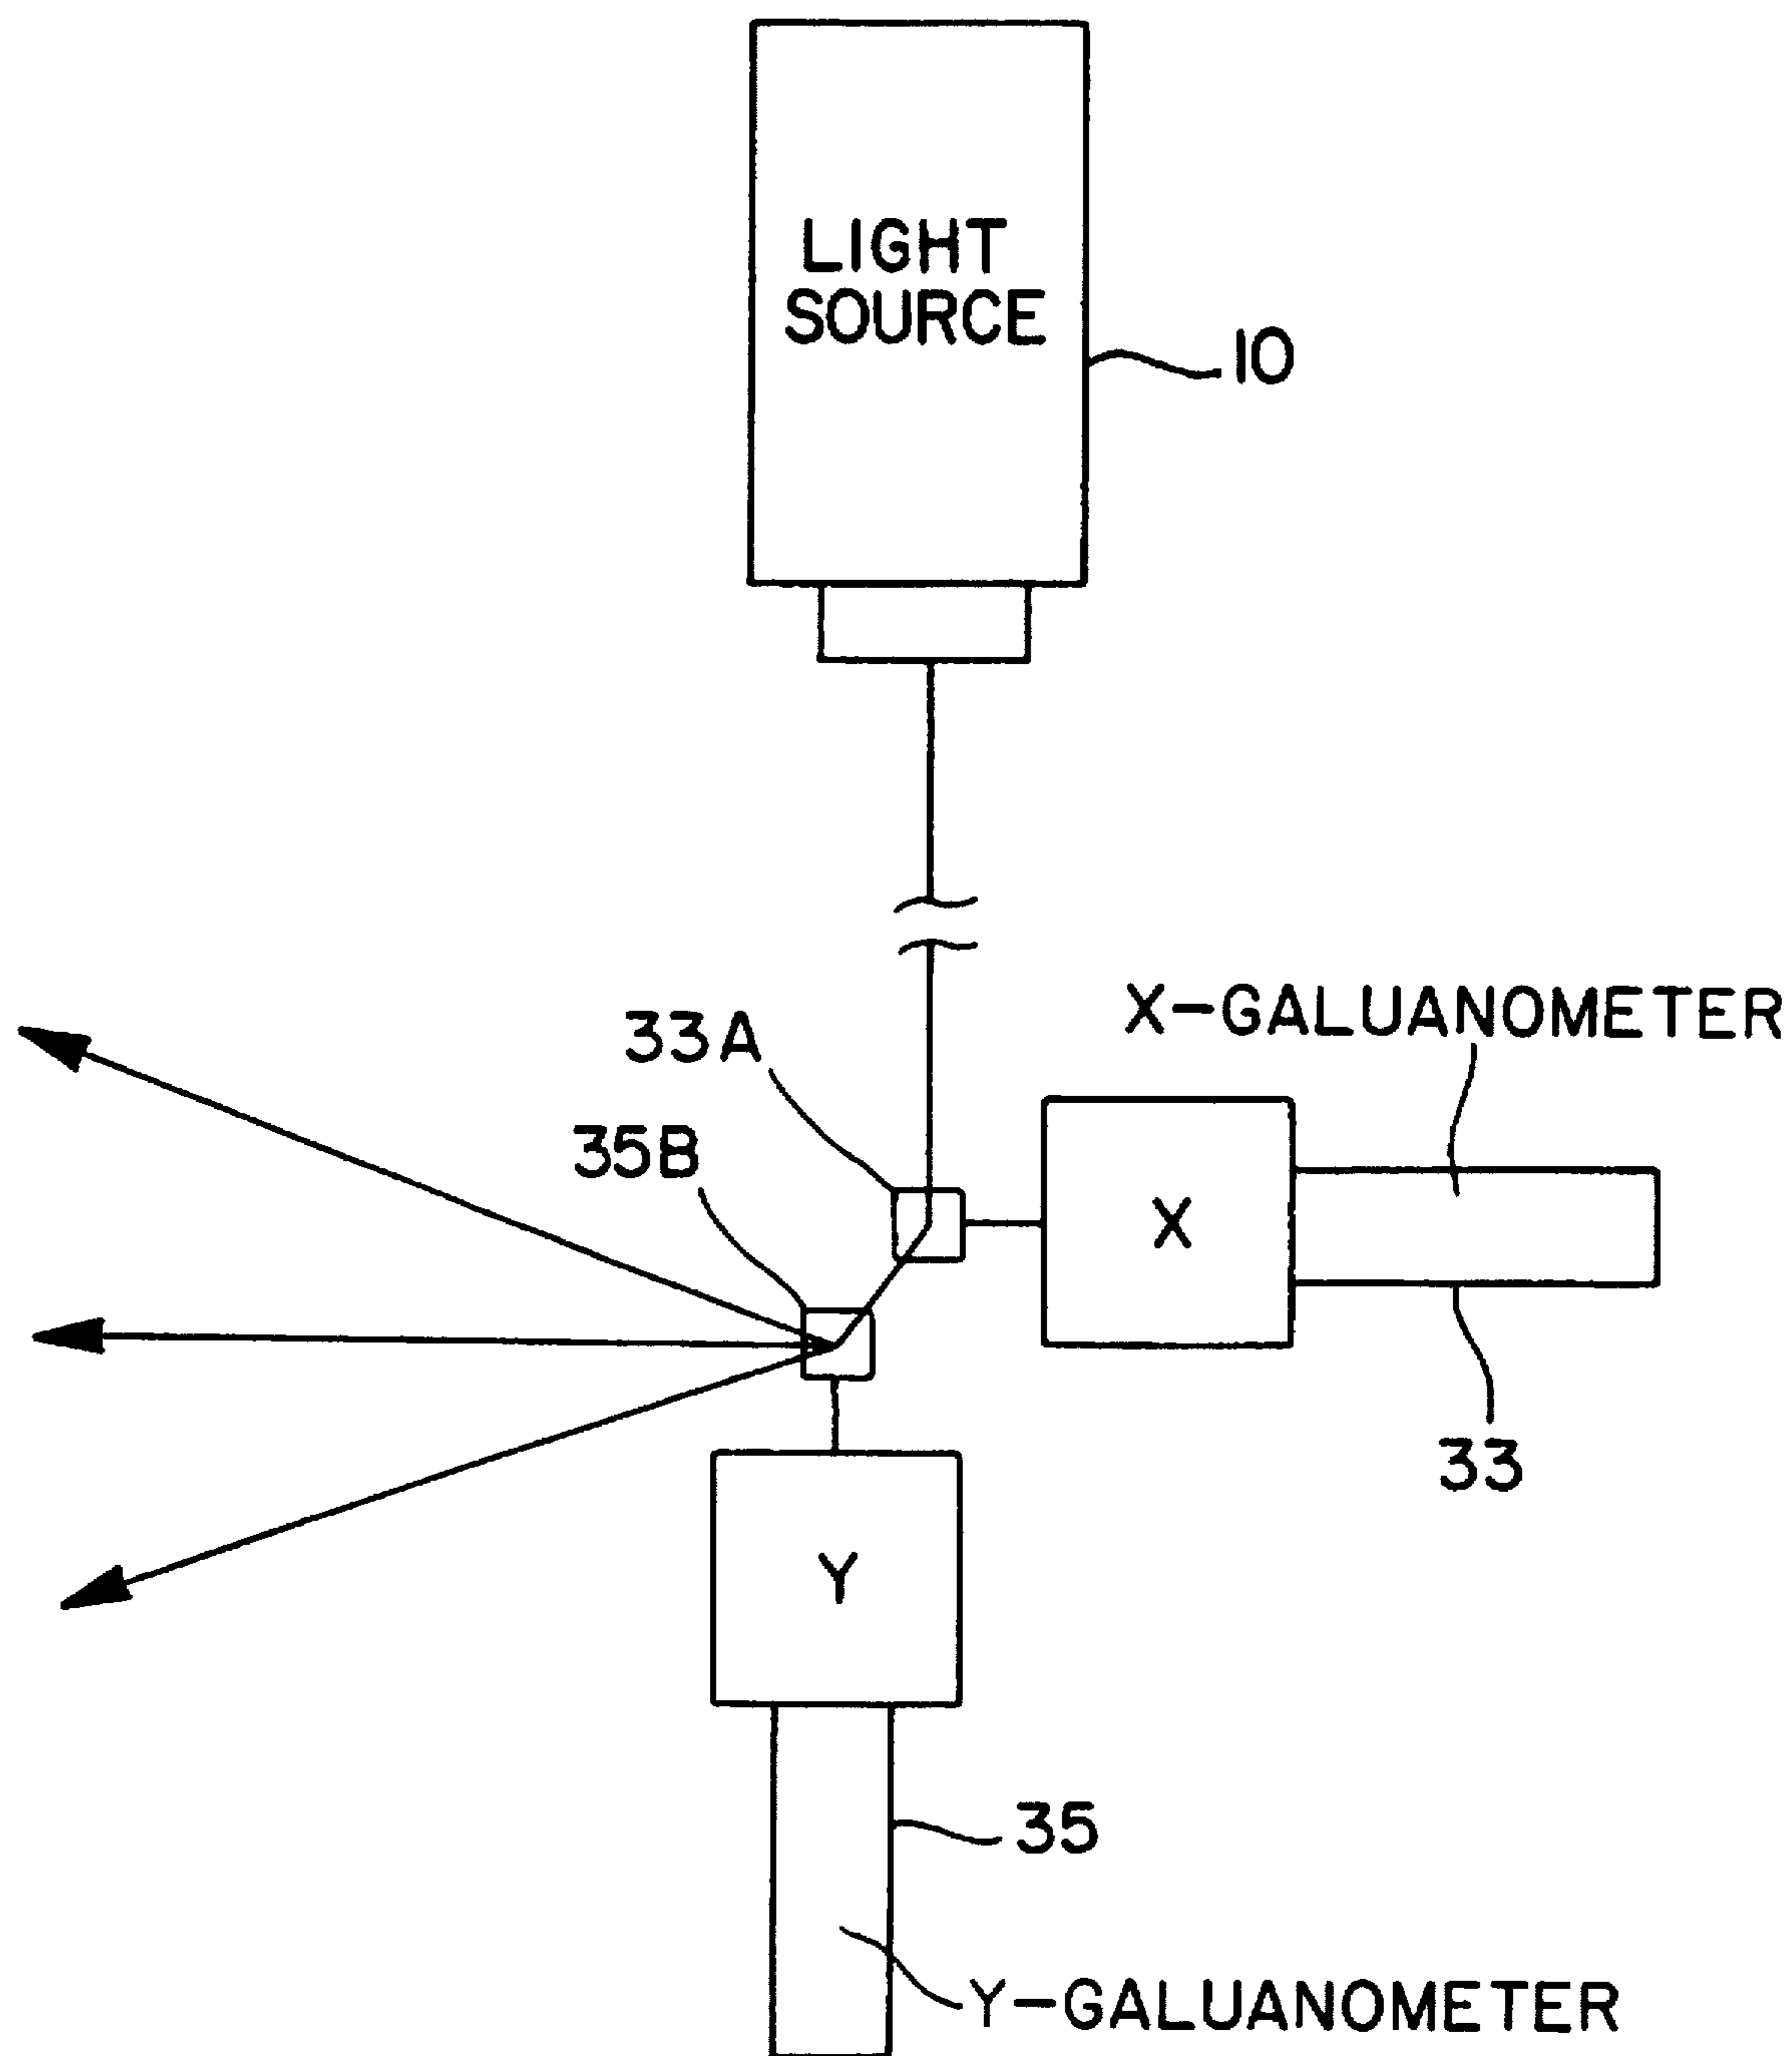 LIGHT
SOURCE
10
X-GALUANOMETER
33A
35B
X
33
Y
35
Y-GALUANOMETER